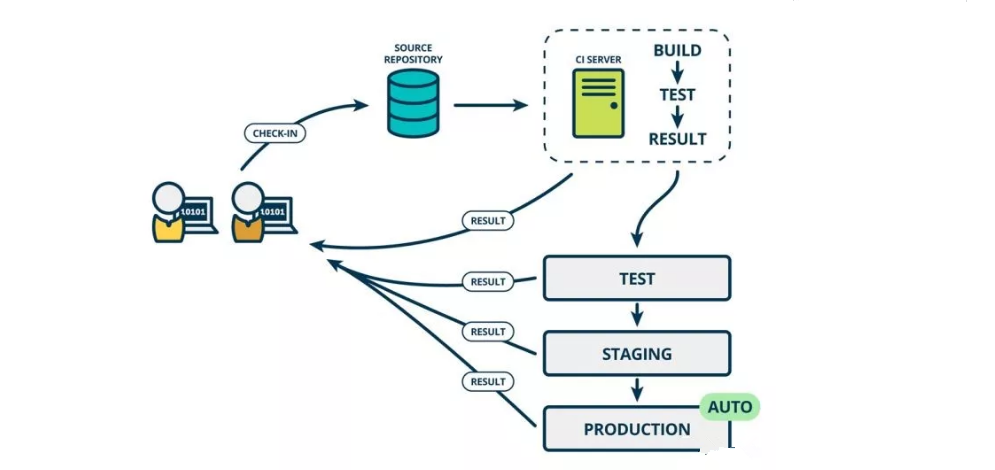 SOURCE
REPOSITORY
CI SERVER
BUILD
TEST
RESULT
CHECK-IN
10101
10101
RESULT
RESULT
TEST
RESULT
STAGING
RESULT
AUTO
PRODUCTION